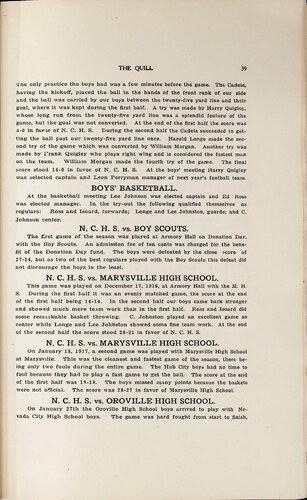 THE QUILL 39
The only practice the boys had was a few minutes before the game. The Cadets,
having the kickoff, placed the ball in the hands of the front rank of our side
and the ball was carried by our boys between the twenty-five yard line and their
goal, where it was kept during the first half. A try was made by Harry Quigley,
whose long run from the twenty-five yard line was a splendid feature of the
game, but the goal was not converted. At the end of the first half the score was
in favor of N. C. H. S. During the second half the Cadets succeeded in get-
ting the ball past our twenty-five yard line once. Harold Longe made the sec-
ond try of the game which was converted by William Morgan. Another try was
made by Frank Quigley who plays right wing and is considered the fastest man
on the team. William Morgan made the fourth try of the game. The final
score stood 14-0 in favor of N. C. H. S. At the boys' meeting Harry Quigley
was selected captain and Leon Perryman manager of next year's football team.
BOYS' BASKETBALL.
At the basketball meeting Lee Johnson was elected captain and Ed Ross
was elected manager. In the try-out the following qualified themselves as
regulars: Ross and Isoard, forwards; Longe and Lee Johnston, guards; and C.
Johnson center.
N. C. H. S. vs. BOY SCOUTS.
The first game of the season was played at Armory Hall on Donation Day
with the Boy Scouts. An admission fee of ten cents was charged for the bene-
fit of the Donation Day fund. The boys were defeated by the close score of
27-24, but as two of the best regulars played with the Boy Scouts this defeat did
not discourage the boys in the least.
N. C. H. S. vs. MARYSVILLE HIGH SCHOOL.
This game was played on December 17, 1916, at Armory Hall with the M. H.
S. During the first half it was an evenly matched game, the score at the end
of the first half being 14-14. In the second half our boys came back stronger
and showed much more team work than in the first half. Ross and Isoard did
some remarkable basket throwing. C. Johnston played an excellent game as
center while Longe and Lee Johnston showed some fine team work. At the end
of the second half the score stood 28-21 in favor of N. C. H. S.
N. C. H. S. vs. MARYSVILLE HIGH SCHOOL.
On January 18, 1917, a second game was played with Marysville High School
at Marysville. This was the cleanest and fastest game of the season, there be-
ing only two fouls during the entire game. The Hub City boys had no time to
foul because they had to play a fast game to get the ball. The score at the end
of the first half was 18-18. The boys missed many points because the baskets
were not official. The score was 28-27 in favor of Marysville High School
N. C. H. S. vs. OROVILLE HIGH SCHOOL.
On January 27th the Oroville High School boys arrived to play with Ne-
vada City High School boys. The game was hard fought from start to finish,